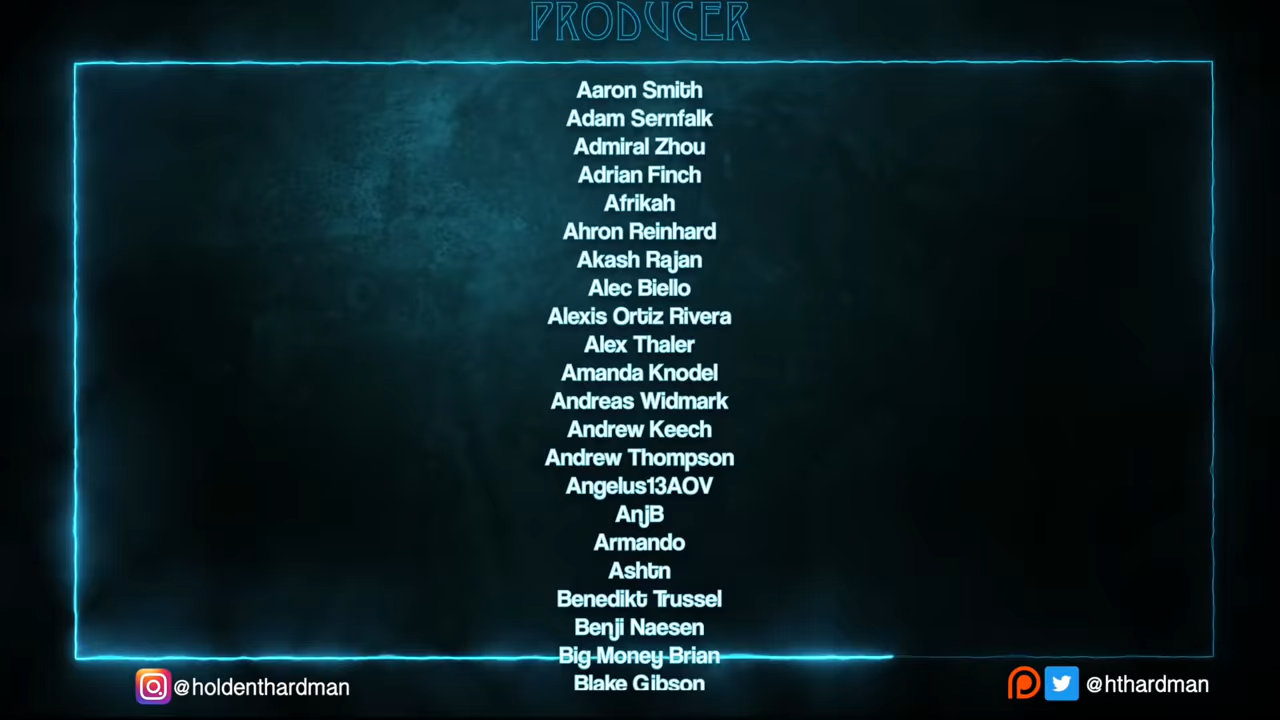 PRODUCER
Aaron Smith
Adam Sernfalk
Admiral Zhou
Adrian Finch
Afrikah
Ahron Reinhard
Akash Rajan
Alec Biello
Alexis Ortiz Rivera
Alex Thaler
Amanda Knodel
Andreas Widmark
Andrew Keech
Andrew Thompson
Angelus13AOV
AnjB
Armando
Ashtn
Benedikt Trussel
Benji Naesen
Big Money Brian
Blake Gibson
@holdenthardman
@hthardman